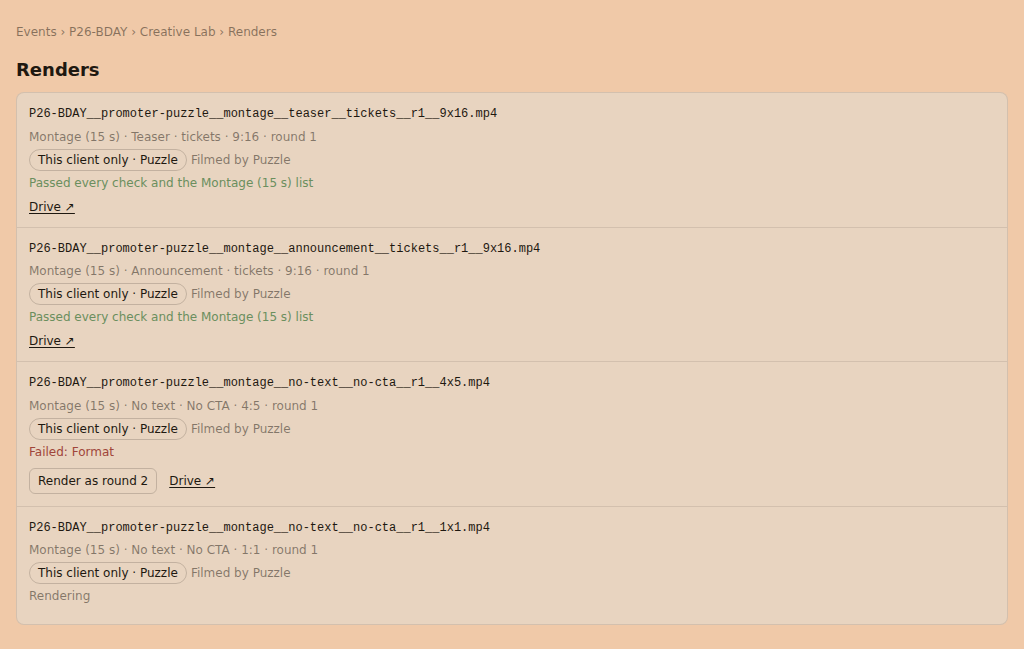 Events › P26-BDAY › Creative Lab › Renders
Renders
P26-BDAY__promoter-puzzle__montage__teaser__tickets__r1__9x16.mp4
Montage (15 s) · Teaser · tickets · 9:16 · round 1
This client only · Puzzle Filmed by Puzzle
Passed every check and the Montage (15 s) list
Drive ↗
P26-BDAY__promoter-puzzle__montage__announcement__tickets__r1__9x16.mp4
Montage (15 s) · Announcement · tickets · 9:16 · round 1
This client only · Puzzle Filmed by Puzzle
Passed every check and the Montage (15 s) list
Drive ↗
P26-BDAY__promoter-puzzle__montage__no-text__no-cta__r1__4x5.mp4
Montage (15 s) · No text · No CTA · 4:5 · round 1
This client only · Puzzle Filmed by Puzzle
Failed: Format
Render as round 2 Drive ↗
P26-BDAY__promoter-puzzle__montage__no-text__no-cta__r1__1x1.mp4
Montage (15 s) · No text · No CTA · 1:1 · round 1
This client only · Puzzle Filmed by Puzzle
Rendering